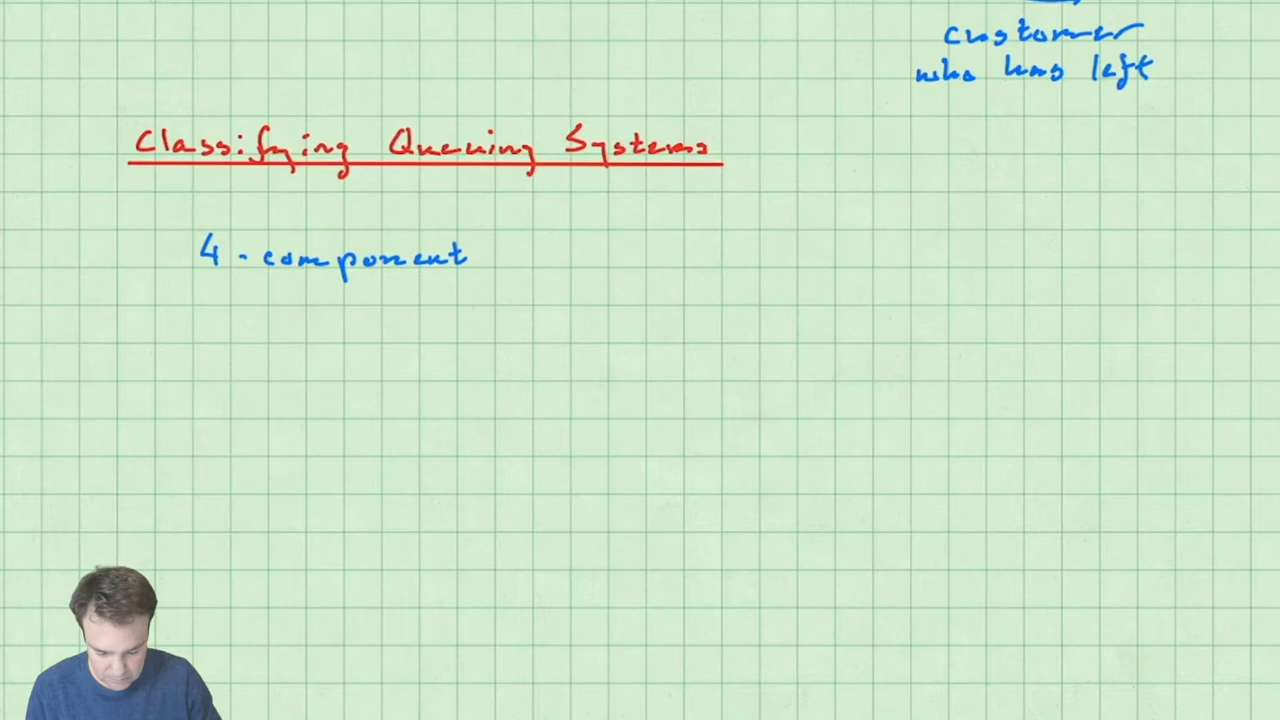 customer
who has left
Classifying Queuing Systems
4-component